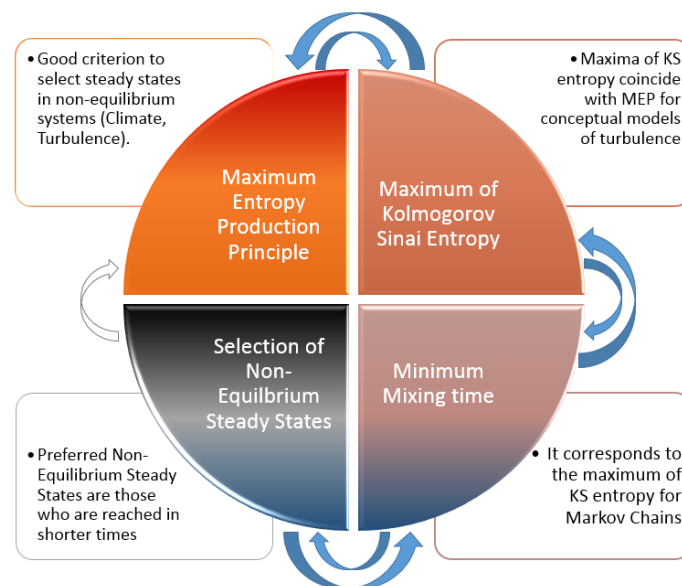 • Good criterion to
select steady states
in non-equilibrium
systems (Climate,
Turbulence).
• Maxima of KS
entropy coincide
with MEP for
conceptual models
of turbulence
Maximum
Entropy
Production
Principle
Maximum of
Kolmogorov
Sinai Entropy
Selection of
Non-
Equilbrium
Steady States
Minimum
Mixing time
• Preferred Non-
Equilibrium Steady
States are those
who are reached in
shorter times
• It corresponds to
the maximum of
KS entropy for
Markov Chains